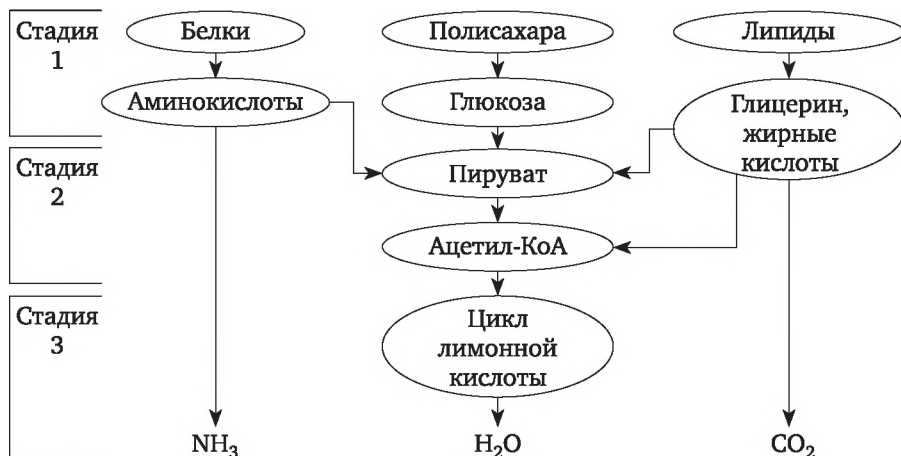 Стадия
1
Белки
Полисахара
Липиды
Аминокислоты
Глюкоза
Глицерин,
жирные
кислоты
Стадия
2
Пируват
Ацетил-КоА
Стадия
3
Цикл
лимонной
кислоты
NH₃
H₂O
CO₂